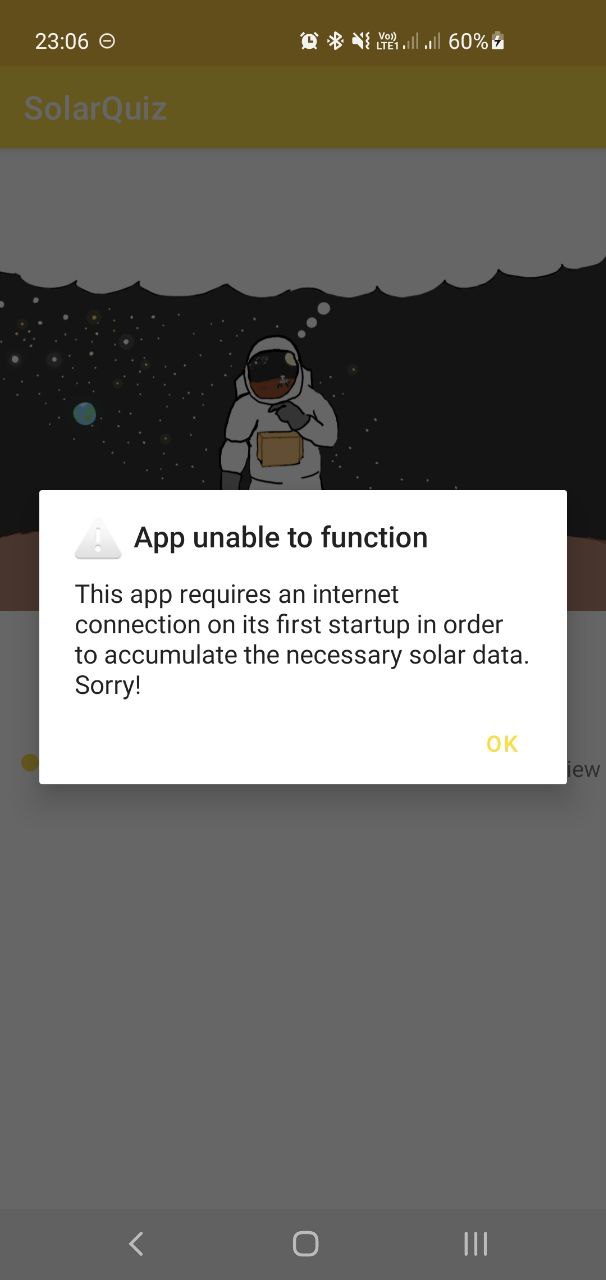 23:06 Vo)) LTE1 60%
SolarQuiz
App unable to function
This app requires an internet
connection on its first startup in order
to accumulate the necessary solar data.
Sorry!
OK
iew